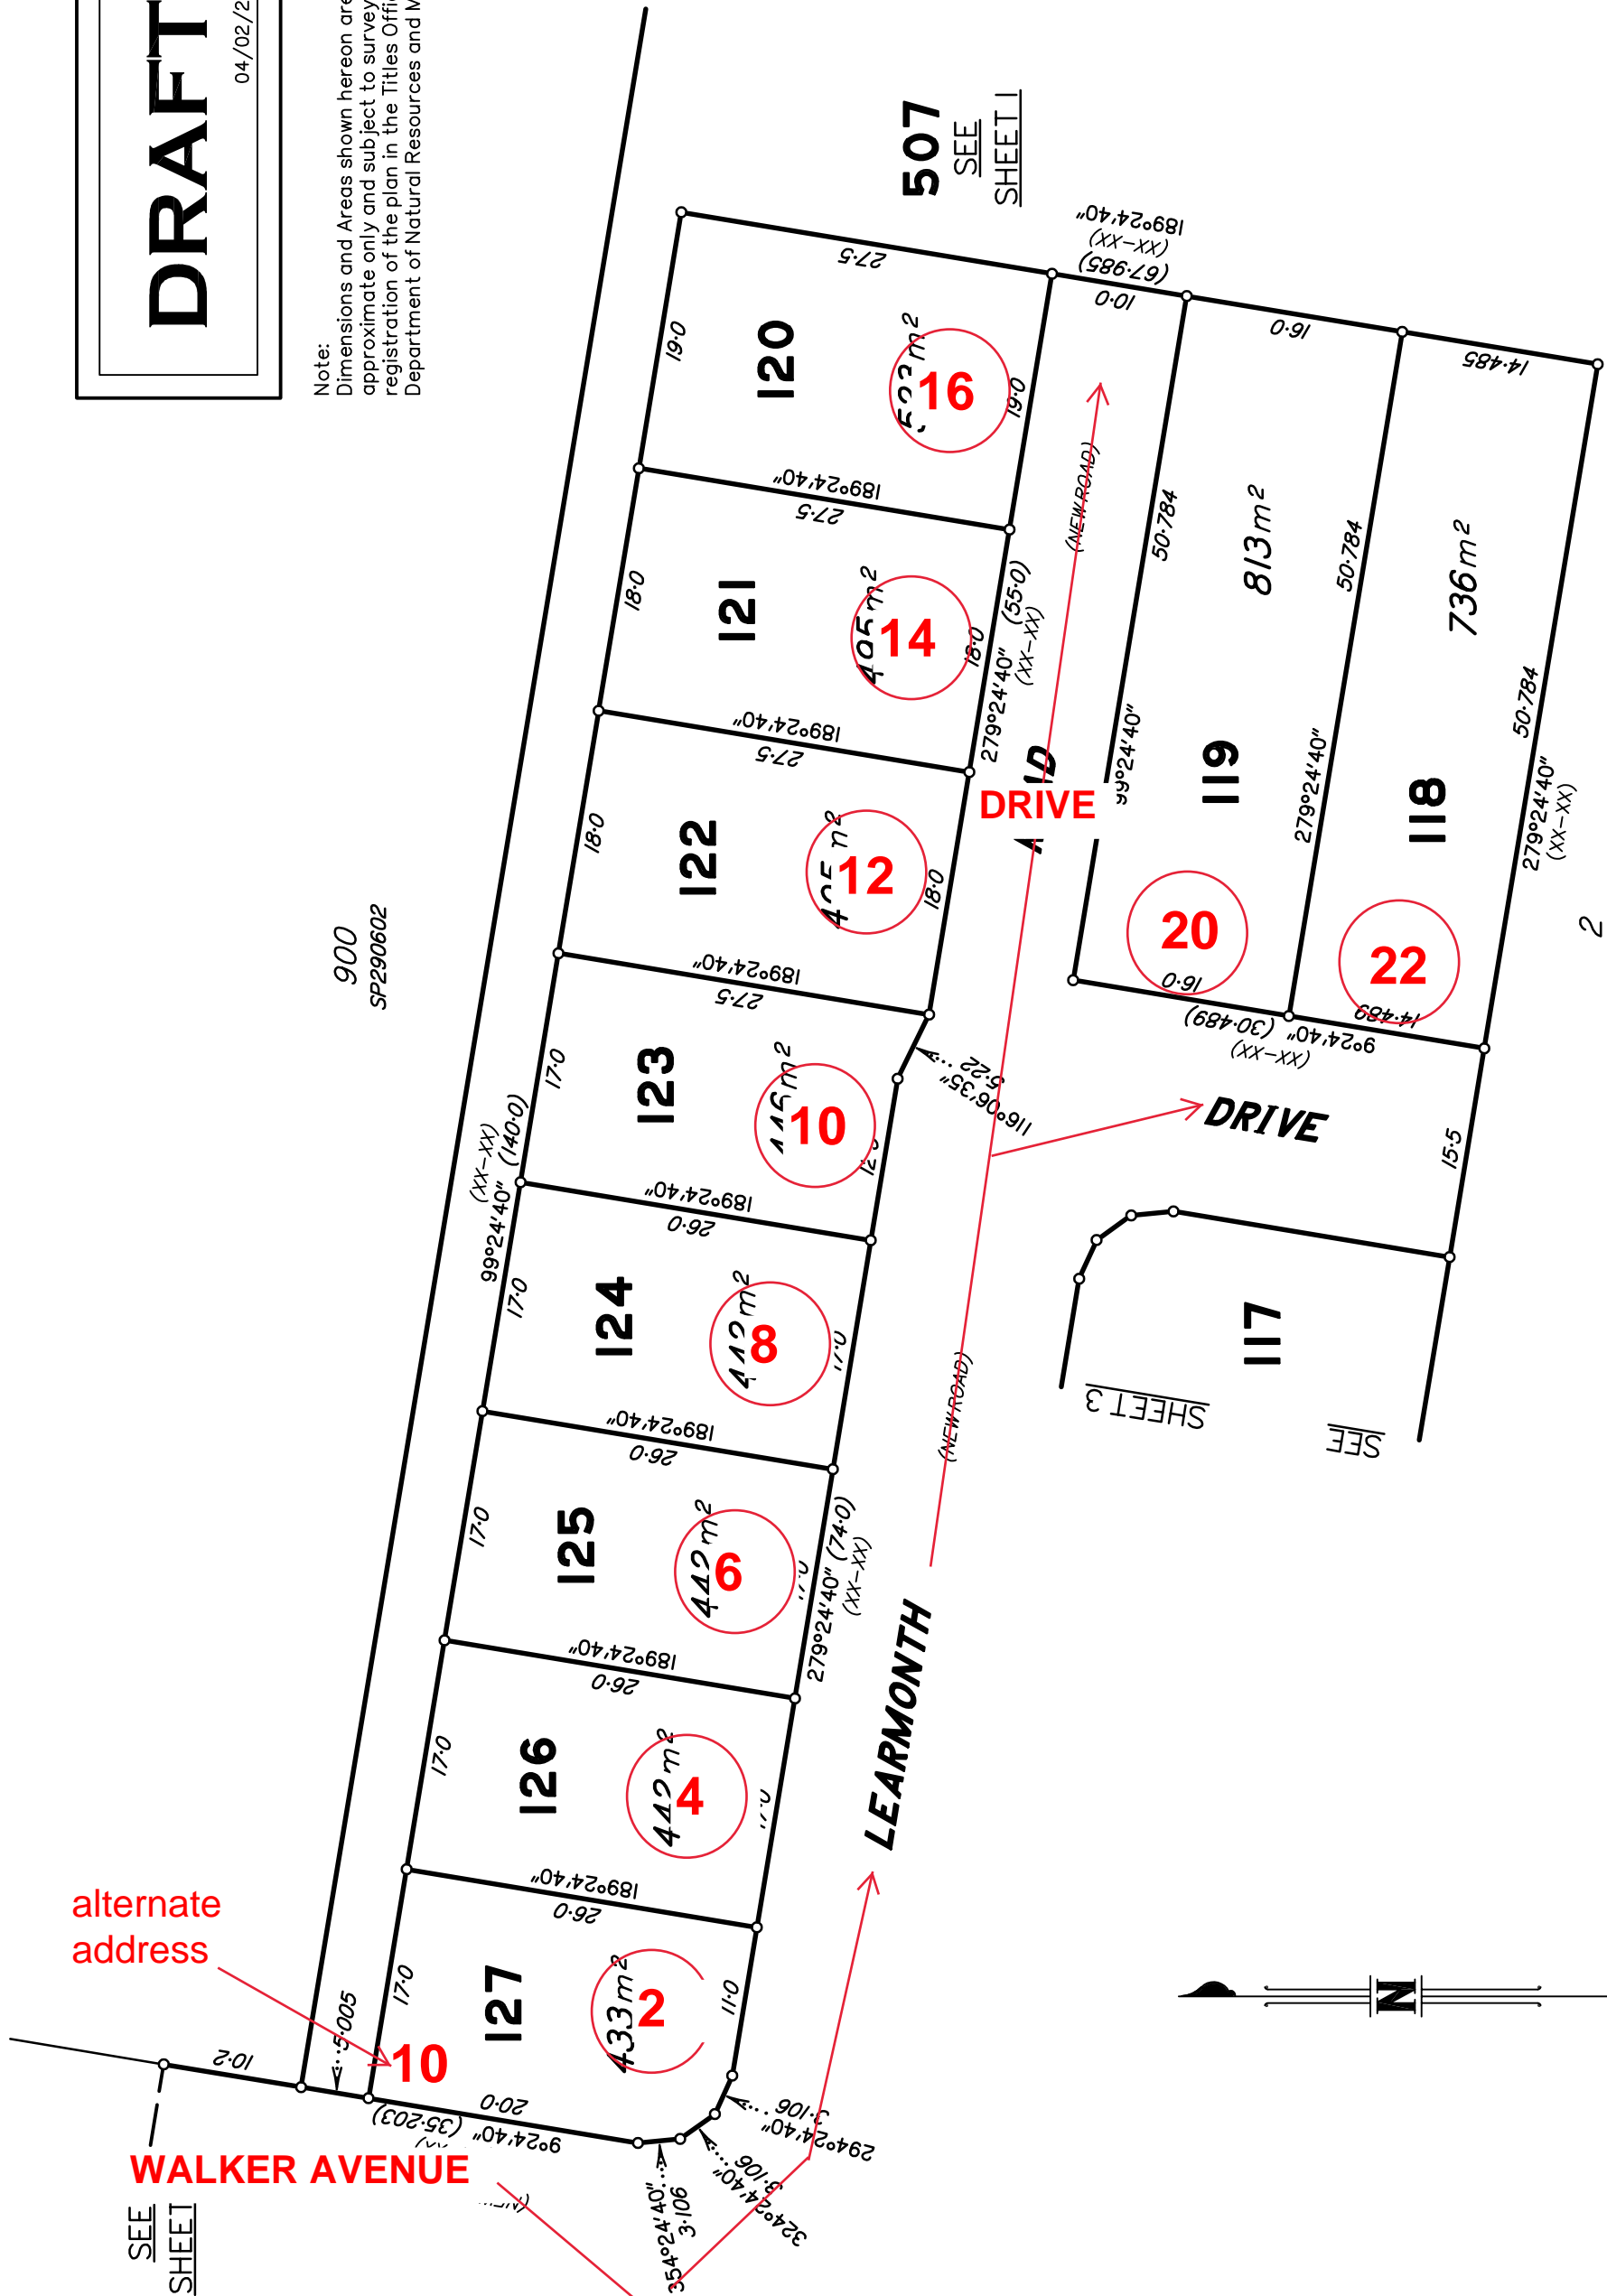 DRAFT
04/02/2
Note:
Dimensions and Areas shown hereon are
approximate only and subject to survey
registration of the plan in the Titles Offi
Department of Natural Resources and M
507
SEE
SHEET 1
189°24'40"
(XX-XX)
(67·985)
27·5
10·0
16·0
14·485
19·0
120
16
19·0
189°24'40"
27·5
18·0
121
405m²
14
18·0
189°24'40"
27·5
18·0
122
12
18·0
189°24'40"
27·5
279°24'40" (55·0)
(XX-XX)
(NEW ROAD)
DRIVE
50·784
99°24'40"
813m²
119
20
16·0
50·784
279°24'40"
736m²
118
22
14·489
50·784
279°24'40"
(XX-XX)
2
9°24'40" (30·489)
(XX-XX)
900
SP290602
17·0
123
10
116°06'35"
5·22
99°24'40" (140·0)
(XX-XX)
189°24'40"
26·0
17·0
124
8
189°24'40"
26·0
17·0
125
442m²
6
279°24'40" (74·0)
(XX-XX)
189°24'40"
26·0
17·0
126
442m²
4
189°24'40"
26·0
17·0
127
433m²
2
11·0
(NEW ROAD)
LEARMONTH
DRIVE
15·5
117
SEE
SHEET 3
N
alternate
address
10
10·2
5·005
20·0
(35·203)
9°24'40"
WALKER AVENUE
SEE
SHEET
354°24'40"
3·106
324°24'40"
3·106
294°24'40"
3·106